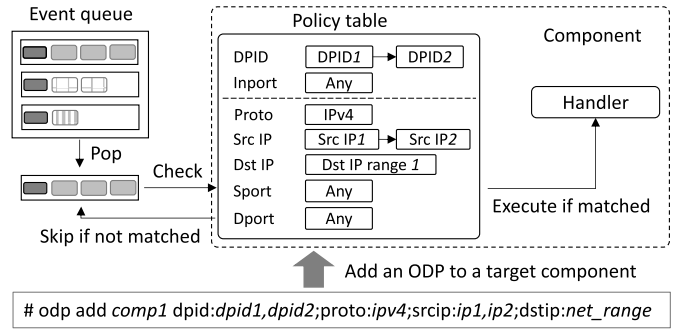 Event queue
Policy table
Component
DPID DPID1 DPID2
Inport Any
Proto IPv4
Src IP Src IP1 Src IP2
Dst IP Dst IP range 1
Sport Any
Dport Any
Handler
Pop
Check
Skip if not matched
Execute if matched
Add an ODP to a target component
# odp add comp1 dpid:dpid1,dpid2;proto:ipv4;srcip:ip1,ip2;dstip:net_range